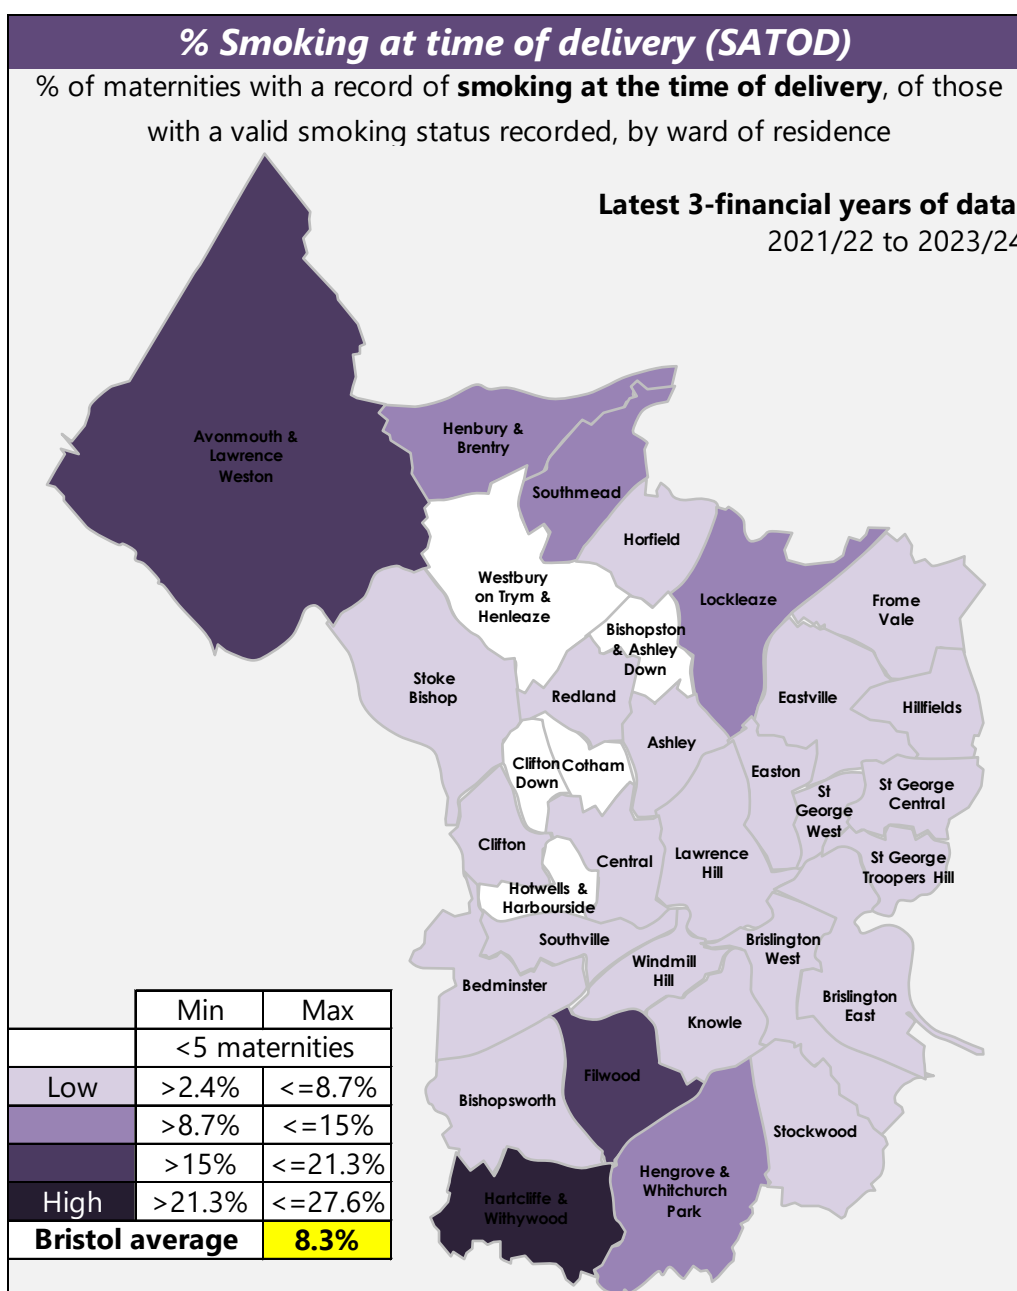 % Smoking at time of delivery (SATOD)
% of maternities with a record of smoking at the time of delivery, of those
with a valid smoking status recorded, by ward of residence
Latest 3-financial years of data
2021/22 to 2023/24
Avonmouth &
Lawrence
Weston
Henbury &
Brentry
Southmead
Horfield
Westbury
on Trym &
Henleaze
Lockleaze
Frome
Vale
Bishopston
& Ashley
Down
Stoke
Bishop
Redland
Eastville
Hillfields
Ashley
Clifton
Down
Cotham
Easton
St
George
West
St George
Central
Clifton
Central
Lawrence
Hill
St George
Troopers Hill
Hotwells &
Harbourside
Southville
Brislington
West
Windmill
Hill
Bedminster
Brislington
East
Knowle
Filwood
Bishopsworth
Stockwood
Hengrove &
Whitchurch
Park
Hartcliffe &
Withywood
Min Max
<5 maternities
Low >2.4% <=8.7%
>8.7% <=15%
>15% <=21.3%
High >21.3% <=27.6%
Bristol average 8.3%